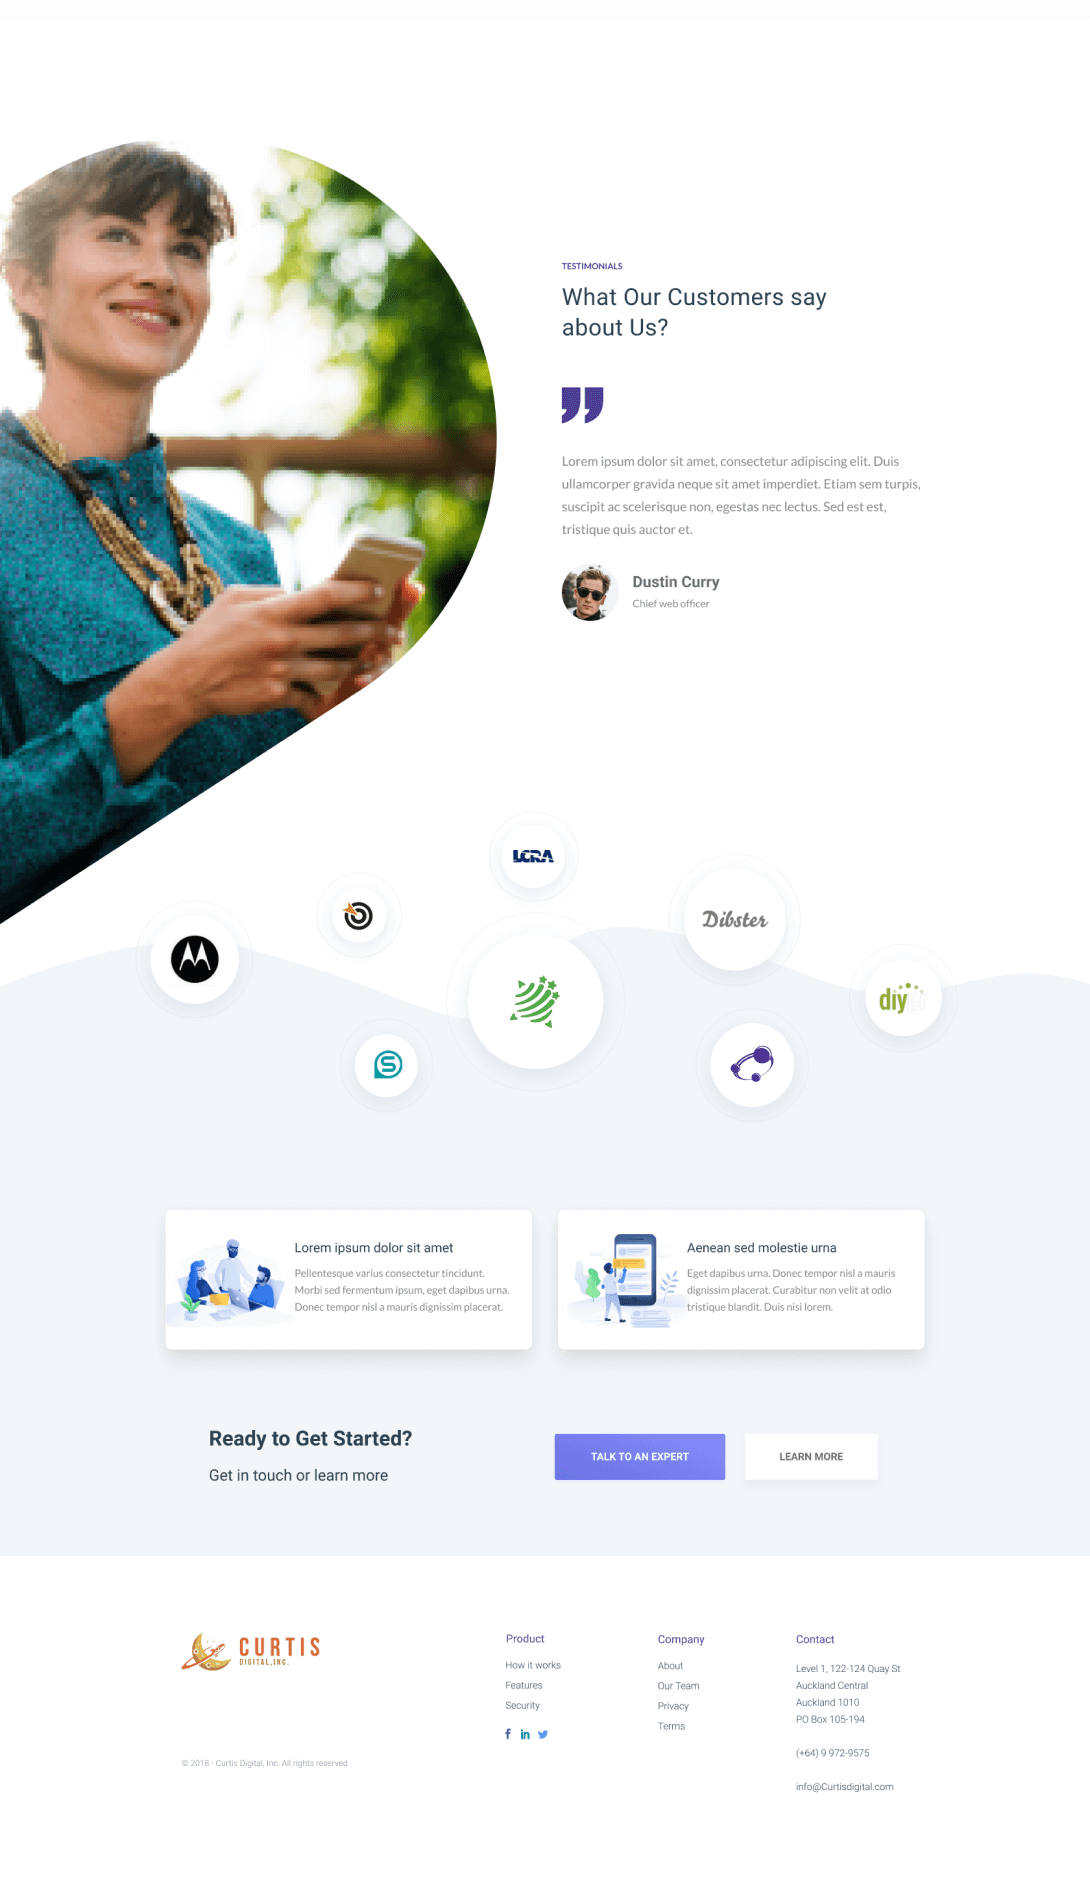 TESTIMONIALS
What Our Customers say
about Us?
Lorem ipsum dolor sit amet, consectetur adipiscing elit. Duis
ullamcorper gravida neque sit amet imperdiet. Etiam sem turpis,
suscipit ac scelerisque non, egestas nec lectus. Sed est est,
tristique quis auctor et.
Dustin Curry
Chief web officer
LCRA
Dibster
diypr
Lorem ipsum dolor sit amet
Pellentesque varius consectetur tincidunt.
Morbi sed fermentum ipsum, eget dapibus urna.
Donec tempor nisl a mauris dignissim placerat.
Aenean sed molestie urna
Eget dapibus urna. Donec tempor nisl a mauris
dignissim placerat. Curabitur non velit at odio
tristique blandit. Duis nisi lorem.
Ready to Get Started?
Get in touch or learn more
TALK TO AN EXPERT
LEARN MORE
CURTIS
DIGITAL, INC.
© 2018 - Curtis Digital, Inc. All rights reserved
Product
How it works
Features
Security
Company
About
Our Team
Privacy
Terms
Contact
Level 1, 122-124 Quay St
Auckland Central
Auckland 1010
PO Box 105-194
(+64) 9 972-9575
info@Curtisdigital.com